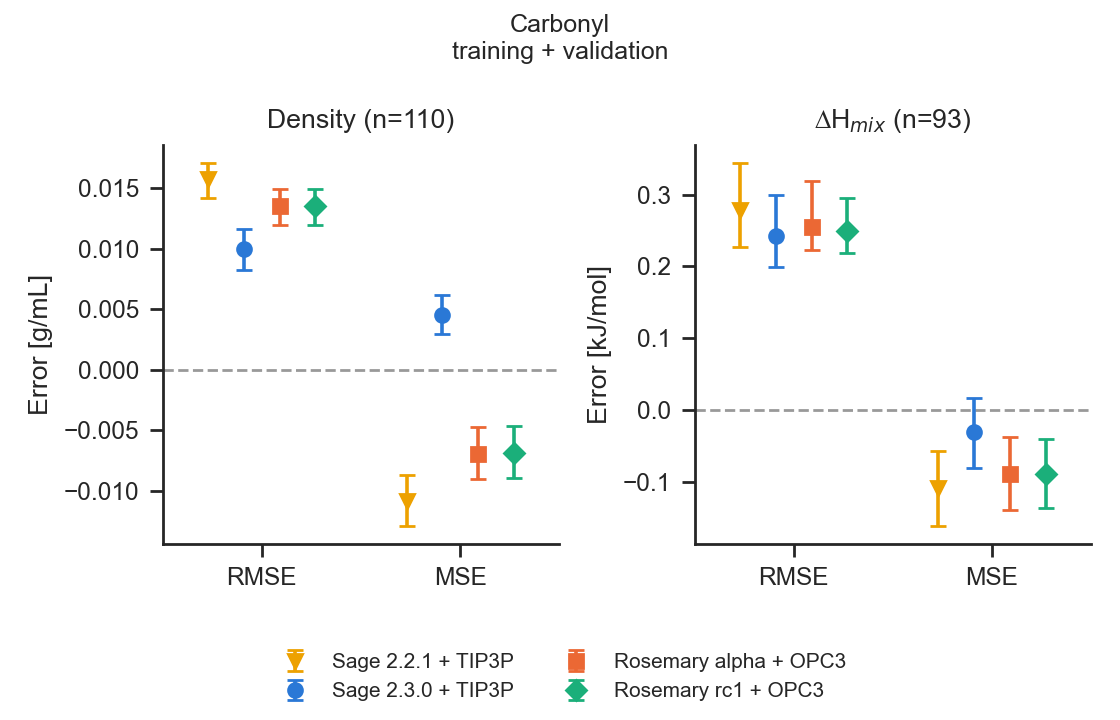 Carbonyl
training + validation
Density (n=110)
Error [g/mL]
0.015
0.010
0.005
0.000
−0.005
−0.010
RMSE
MSE
ΔHmix (n=93)
Error [kJ/mol]
0.3
0.2
0.1
0.0
−0.1
RMSE
MSE
Sage 2.2.1 + TIP3P
Sage 2.3.0 + TIP3P
Rosemary alpha + OPC3
Rosemary rc1 + OPC3